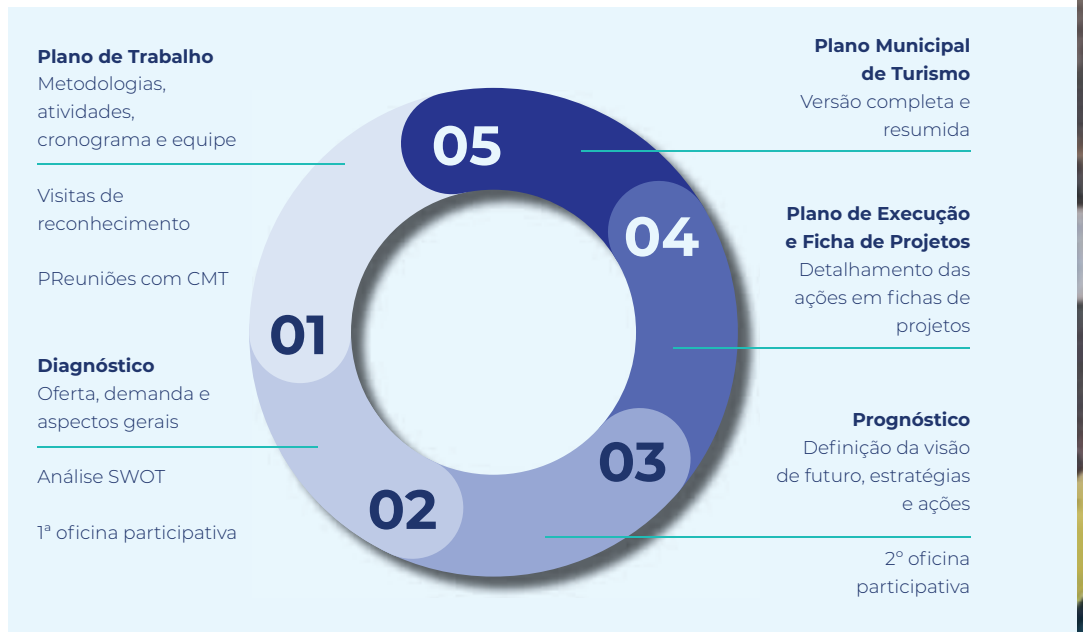 Plano de Trabalho
Metodologias,
atividades,
cronograma e equipe
Visitas de
reconhecimento
PReuniões com CMT
01
Diagnóstico
Oferta, demanda e
aspectos gerais
Análise SWOT
1ª oficina participativa
02
03
Prognóstico
Definição da visão
de futuro, estratégias
e ações
2º oficina
participativa
04
Plano de Execução
e Ficha de Projetos
Detalhamento das
ações em fichas de
projetos
05
Plano Municipal
de Turismo
Versão completa e
resumida